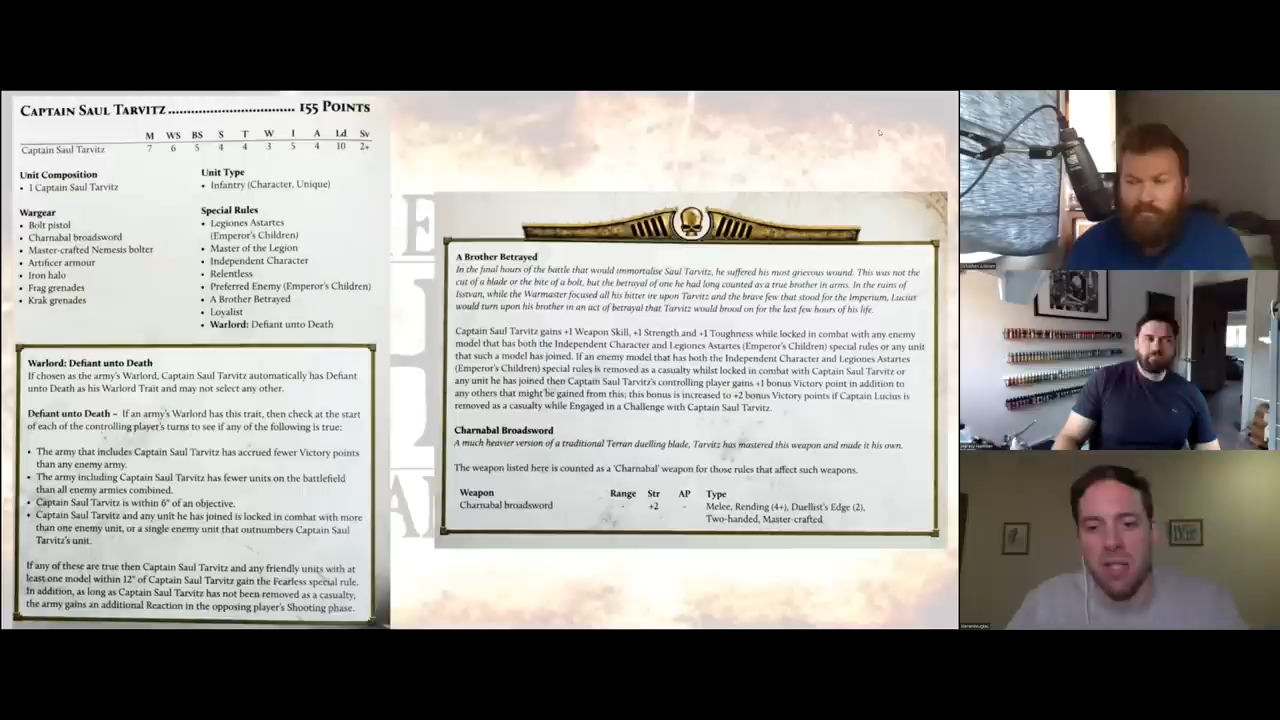 CAPTAIN SAUL TARVITZ ................................ 155 POINTS
M WS BS S T W I A Ld Sv
Captain Saul Tarvitz 7 6 5 4 4 3 5 4 10 2+
Unit Composition
• 1 Captain Saul Tarvitz
Wargear
• Bolt pistol
• Charnabal broadsword
• Master-crafted Nemesis bolter
• Artificer armour
• Iron halo
• Frag grenades
• Krak grenades
Unit Type
• Infantry (Character, Unique)
Special Rules
• Legiones Astartes
(Emperor's Children)
• Master of the Legion
• Independent Character
• Relentless
• Preferred Enemy (Emperor's Children)
• A Brother Betrayed
• Loyalist
• Warlord: Defiant unto Death
Warlord: Defiant unto Death
If chosen as the army's Warlord, Captain Saul Tarvitz automatically has Defiant
unto Death as his Warlord Trait and may not select any other.
Defiant unto Death – If an army's Warlord has this trait, then check at the start
of each of the controlling player's turns to see if any of the following is true:
• The army that includes Captain Saul Tarvitz has accrued fewer Victory points
than any enemy army.
• The army including Captain Saul Tarvitz has fewer units on the battlefield
than all enemy armies combined.
• Captain Saul Tarvitz is within 6" of an objective.
• Captain Saul Tarvitz and any unit he has joined is locked in combat with more
than one enemy unit, or a single enemy unit that outnumbers Captain Saul
Tarvitz's unit.
If any of these are true then Captain Saul Tarvitz and any friendly units with at
least one model within 12" of Captain Saul Tarvitz gain the Fearless special rule.
In addition, as long as Captain Saul Tarvitz has not been removed as a casualty,
the army gains an additional Reaction in the opposing player's Shooting phase.
A Brother Betrayed
In the final hours of the battle that would immortalise Saul Tarvitz, he suffered his most grievous wound. This was not the
cut of a blade or the bite of a bolt, but the betrayal of one he had long counted as a true brother in arms. In the ruins of
Isstvan, while the Warmaster focused all his bitter ire upon Tarvitz and the brave few that stood for the Imperium, Lucius
would turn upon his brother in an act of betrayal that Tarvitz would brood on for the last few hours of his life.
Captain Saul Tarvitz gains +1 Weapon Skill, +1 Strength and +1 Toughness while locked in combat with any enemy
model that has both the Independent Character and Legiones Astartes (Emperor's Children) special rules or any unit
that such a model has joined. If an enemy model that has both the Independent Character and Legiones Astartes
(Emperor's Children) special rules is removed as a casualty whilst locked in combat with Captain Saul Tarvitz or
any unit he has joined then Captain Saul Tarvitz's controlling player gains +1 bonus Victory point in addition to
any others that might be gained from this; this bonus is increased to +2 bonus Victory points if Captain Lucius is
removed as a casualty while Engaged in a Challenge with Captain Saul Tarvitz.
Charnabal Broadsword
A much heavier version of a traditional Terran duelling blade, Tarvitz has mastered this weapon and made it his own.
The weapon listed here is counted as a 'Charnabal' weapon for those rules that affect such weapons.
Weapon Range Str AP Type
Charnabal broadsword - +2 - Melee, Rending (4+), Duellist's Edge (2),
Two-handed, Master-crafted